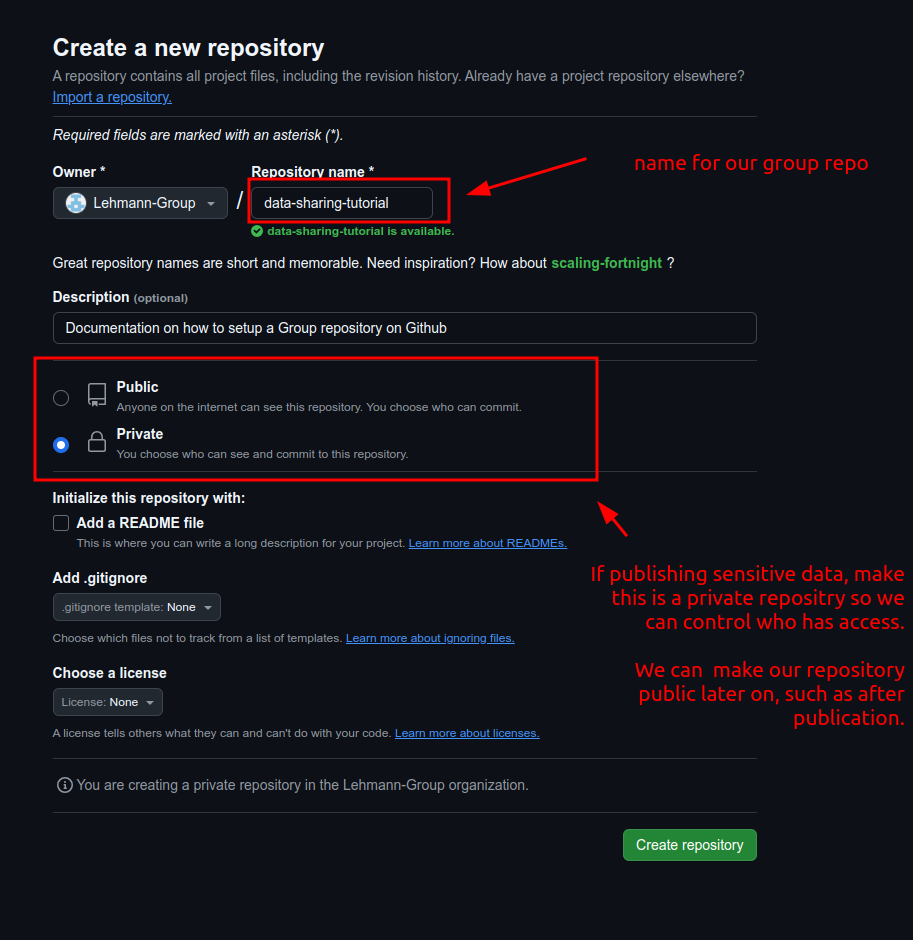 Create a new repository
A repository contains all project files, including the revision history. Already have a project repository elsewhere?
Import a repository.
Required fields are marked with an asterisk (*).
Owner *
Repository name *
name for our group repo
Lehmann-Group
/
data-sharing-tutorial
data-sharing-tutorial is available.
Great repository names are short and memorable. Need inspiration? How about scaling-fortnight ?
Description (optional)
Documentation on how to setup a Group repository on Github
Public
Anyone on the internet can see this repository. You choose who can commit.
Private
You choose who can see and commit to this repository.
Initialize this repository with:
Add a README file
This is where you can write a long description for your project. Learn more about READMEs.
If publishing sensitive data, make
this is a private repositry so we
can control who has access.
We can  make our repository
public later on, such as after
publication.
Add .gitignore
.gitignore template: None
Choose which files not to track from a list of templates. Learn more about ignoring files.
Choose a license
License: None
A license tells others what they can and can't do with your code. Learn more about licenses.
You are creating a private repository in the Lehmann-Group organization.
Create repository